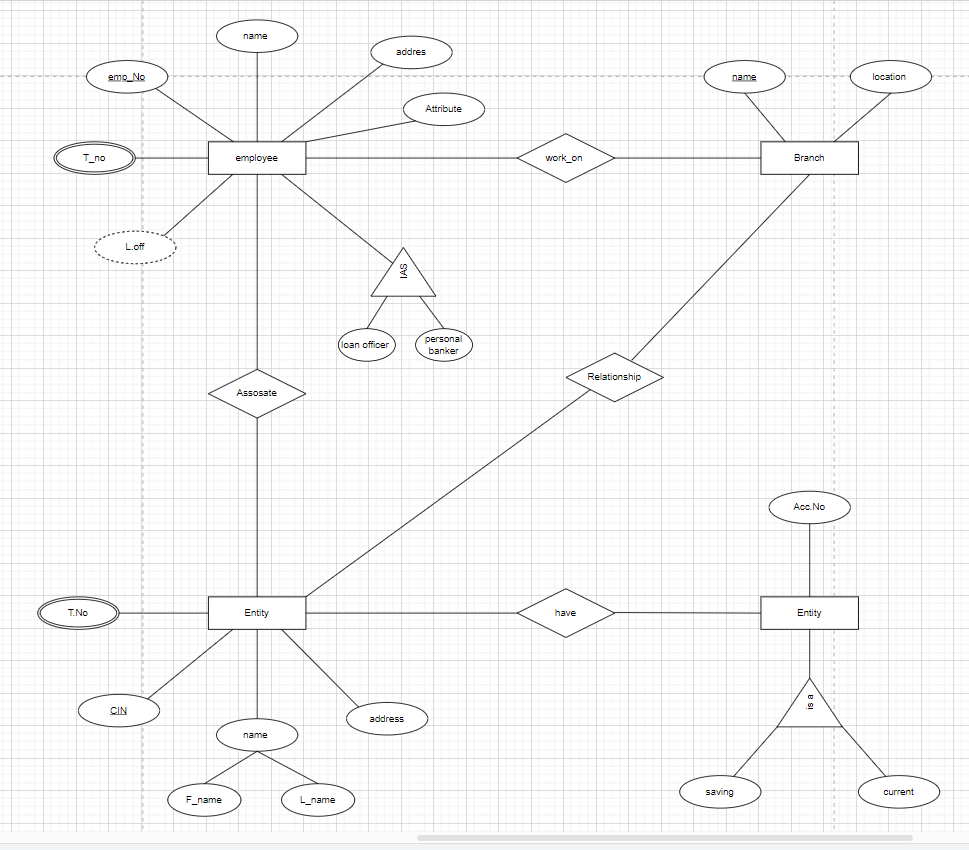 name
addres
emp_No
name
location
Attribute
T_no
employee
work_on
Branch
L.off
IAS
loan officer
personal
banker
Relationship
Assosate
Acc.No
T.No
Entity
have
Entity
is a
CIN
address
name
saving
current
F_name
L_name